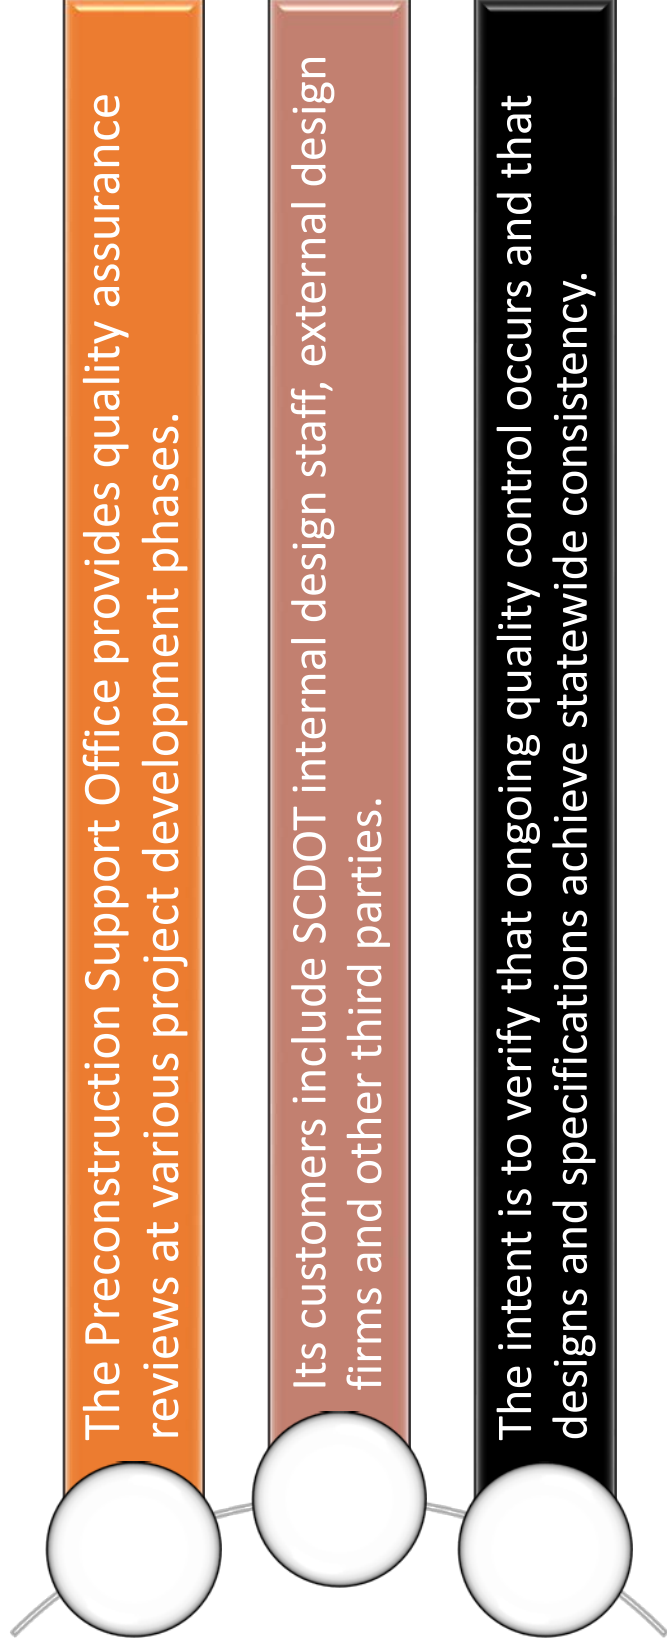 The Preconstruction Support Office provides quality assurance
reviews at various project development phases.
Its customers include SCDOT internal design staff, external design
firms and other third parties.
The intent is to verify that ongoing quality control occurs and that
designs and specifications achieve statewide consistency.